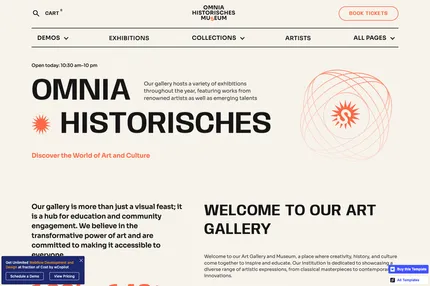 CART
OMNIA
HISTORISCHES
MUSEUM
BOOK TICKETS
DEMOS
EXHIBITIONS
COLLECTIONS
ARTISTS
ALL PAGES
Open today: 10:30 am–10 pm
OMNIA
Our gallery hosts a variety of exhibitions
throughout the year, featuring works from
renowned artists as well as emerging talents
HISTORISCHES
Discover the World of Art and Culture
Our gallery is more than just a visual feast; it
is a hub for education and community
engagement. We believe in the
transformative power of art and are
committed to making it accessible to
everyone.
WELCOME TO OUR ART
GALLERY
Welcome to our Art Gallery and Museum, a place where creativity, history, and culture
come together to inspire and educate. Our institution is dedicated to showcasing a
diverse range of artistic expressions, from classical masterpieces to contemporary
innovations.
Get Unlimited Webflow Development and
Design at fraction of Cost by wCopilot
Schedule a Demo
View Pricing
Buy this Template
All Templates